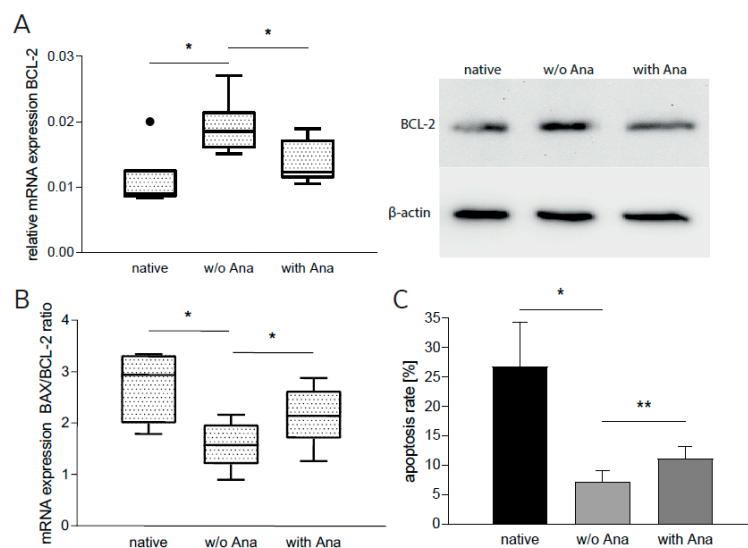 A
relative mRNA expression BCL-2
0.03
0.02
0.01
0.00
*
*
native w/o Ana with Ana
native w/o Ana with Ana
BCL-2
β-actin
B
mRNA expression BAX/BCL-2 ratio
4
3
2
1
0
*
*
native w/o Ana with Ana
C
apoptosis rate [%]
35
30
25
20
15
10
5
0
*
**
native w/o Ana with Ana